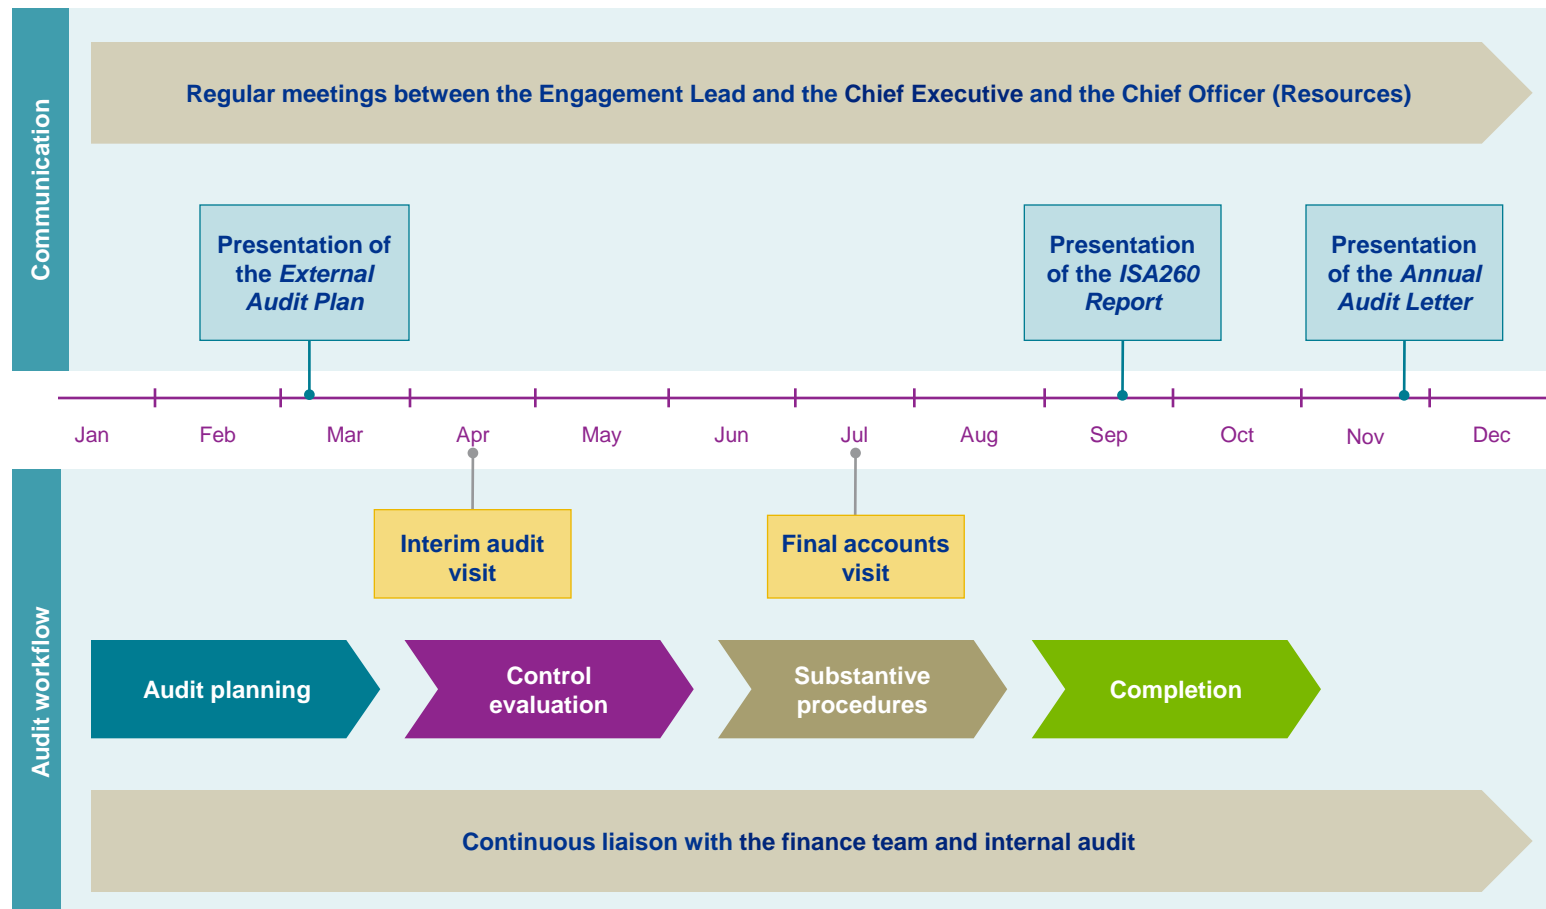 Communication
Regular meetings between the Engagement Lead and the Chief Executive and the Chief Officer (Resources)
Presentation of
the External
Audit Plan
Presentation
of the ISA260
Report
Presentation
of the Annual
Audit Letter
Jan Feb Mar Apr May Jun Jul Aug Sep Oct Nov Dec
Audit workflow
Interim audit
visit
Final accounts
visit
Audit planning
Control
evaluation
Substantive
procedures
Completion
Continuous liaison with the finance team and internal audit